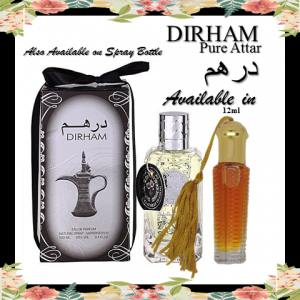 DIRHAM
Pure Attar
Also Available on Spray Bottle
درهم
Available in
12ml
درهم
DIRHAM
EAU DE PARFUM